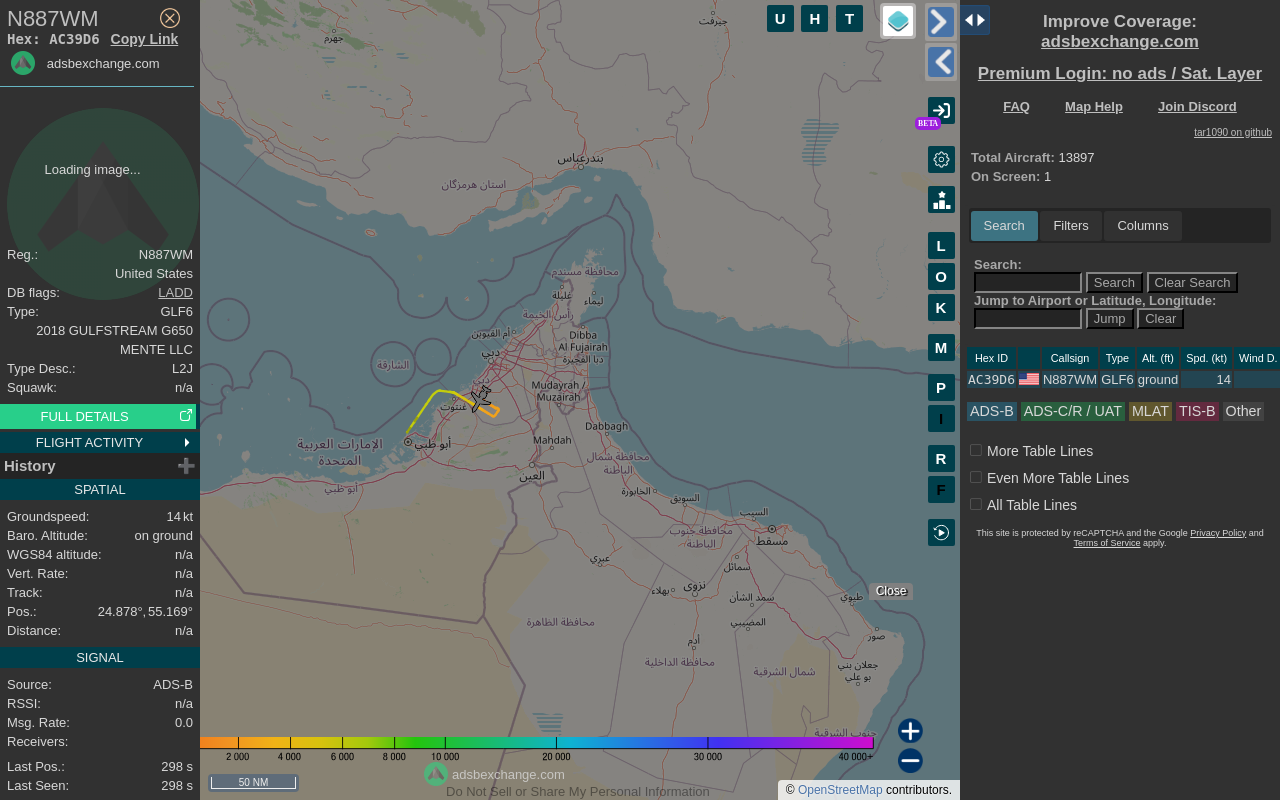 N887WM
Hex: AC39D6 Copy Link
adsbexchange.com
Loading image...
Reg.: N887WM
United States
DB flags: LADD
Type: GLF6
2018 GULFSTREAM G650
MENTE LLC
Type Desc.: L2J
Squawk: n/a
FULL DETAILS
FLIGHT ACTIVITY
History
SPATIAL
Groundspeed: 14 kt
Baro. Altitude: on ground
WGS84 altitude: n/a
Vert. Rate: n/a
Track: n/a
Pos.: 24.878°, 55.169°
Distance: n/a
SIGNAL
Source: ADS-B
RSSI: n/a
Msg. Rate: 0.0
Receivers:
Last Pos.: 298 s
Last Seen: 298 s
جيرفت
جهرم
U H T
BETA
بندرعباس
استان هرمزگان
محافظة مسندم
غليلة
ليماء
رأس الخيمة
أم القيوين
Dibba
Al Fujairah
دبا الفجيرة
دبي
الشارقة
دبي
غنتوت
Mudayrah /
Muzairah
الإمارات العربية
المتحدة
أبو ظبي
Mahdah
Dabbagh
العين
أبو ظبي
محافظة شمال
الباطنة
الخابورة
السويق
السيب
مسقط
محافظة جنوب
الباطنة
عبري
سمائل
نزوى
بهلاء
سمد الشأن
طيوي
المضيبي
محافظة الظاهرة
أدم
صور
محافظة الداخلية
شمال الشرقية
جعلان بني
بو علي
جنوب الشرقية
L
O
K
M
P
I
R
F
Close
2 000 4 000 6 000 8 000 10 000 20 000 30 000 40 000+
50 NM
adsbexchange.com
Do Not Sell or Share My Personal Information
© OpenStreetMap contributors.
Improve Coverage:
adsbexchange.com
Premium Login: no ads / Sat. Layer
FAQ Map Help Join Discord
tar1090 on github
Total Aircraft: 13897
On Screen: 1
Search Filters Columns
Search:
Search Clear Search
Jump to Airport or Latitude, Longitude:
Jump Clear
Hex ID Callsign Type Alt. (ft) Spd. (kt) Wind D.
AC39D6 N887WM GLF6 ground 14
ADS-B ADS-C/R / UAT MLAT TIS-B Other
More Table Lines
Even More Table Lines
All Table Lines
This site is protected by reCAPTCHA and the Google Privacy Policy and
Terms of Service apply.